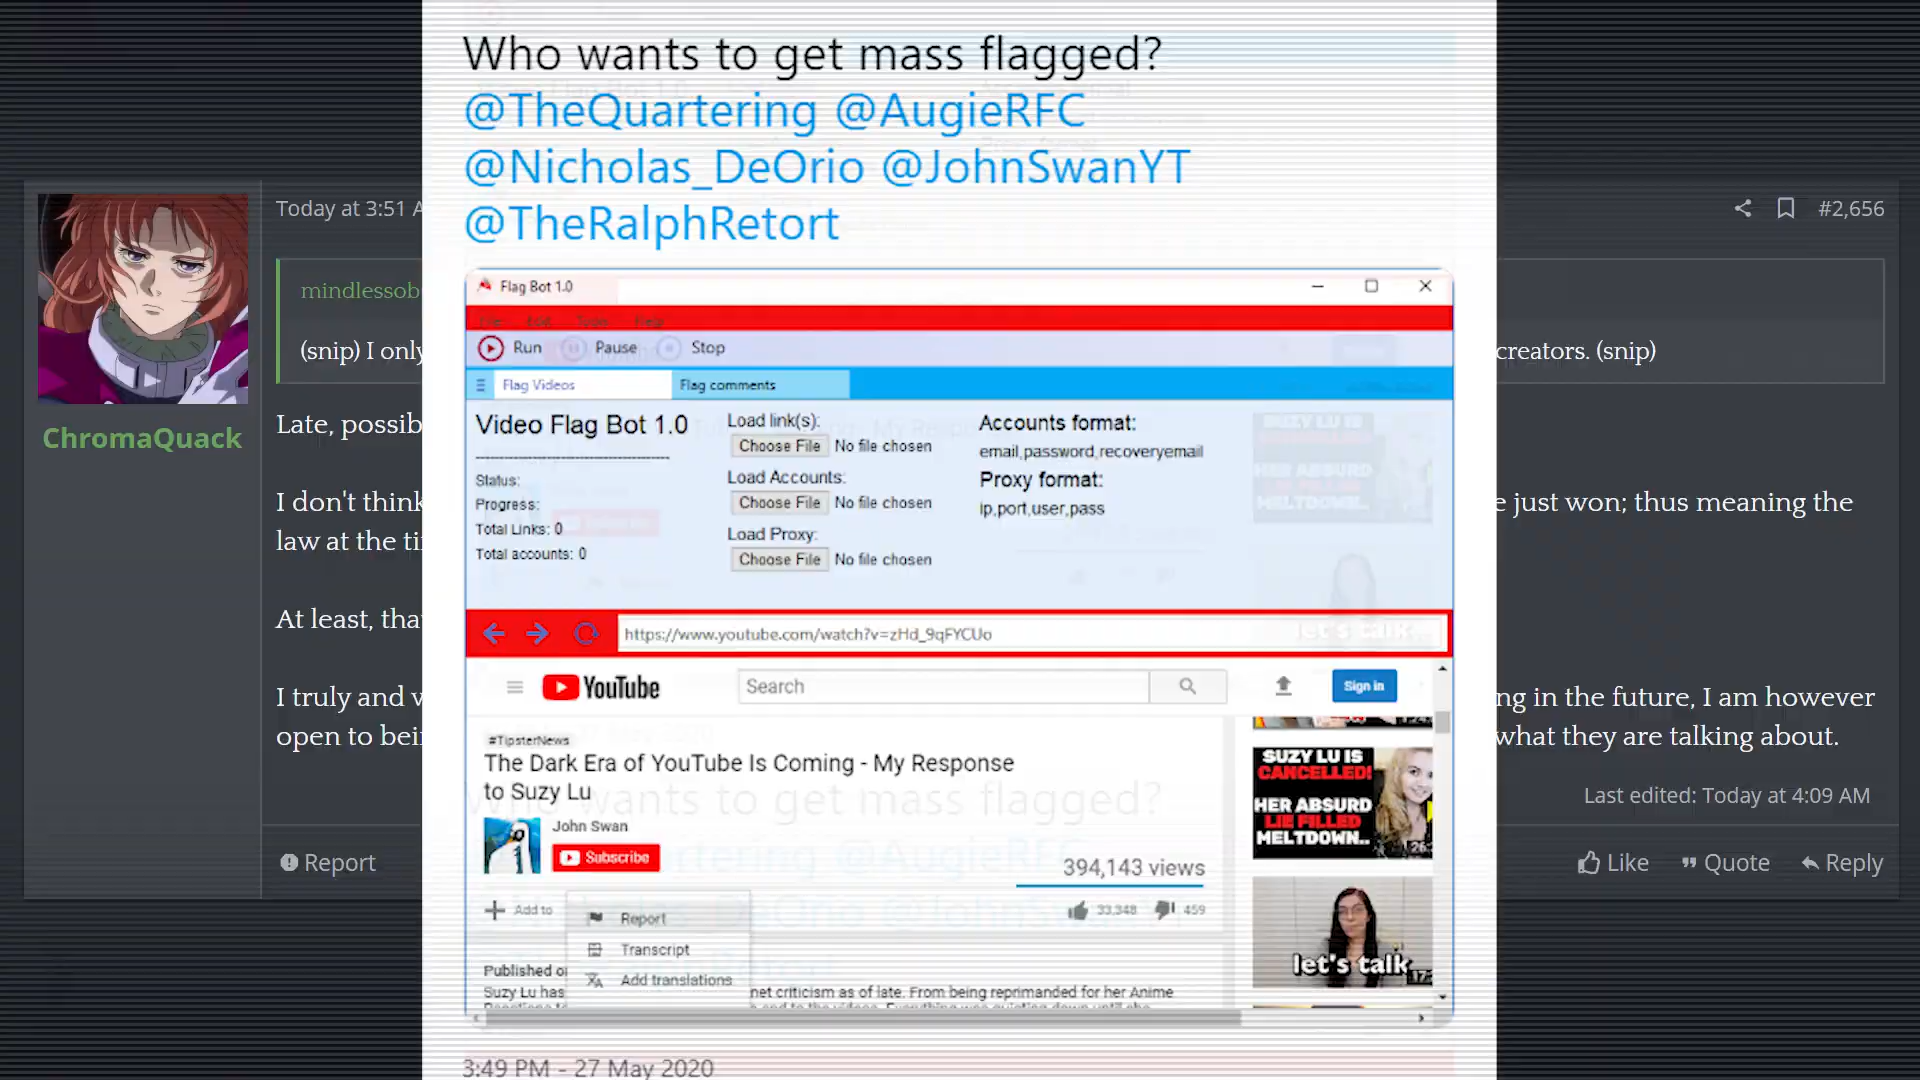 Who wants to get mass flagged?
@TheQuartering @AugieRFC
@Nicholas_DeOrio @JohnSwanYT
@TheRalphRetort
Flag Bot 1.0
File Edit Tools Help
Run Pause Stop
Flag Videos Flag comments
Video Flag Bot 1.0
Status:
Progress:
Total Links: 0
Total accounts: 0
Load link(s):
Choose File No file chosen
Load Accounts:
Choose File No file chosen
Load Proxy:
Choose File No file chosen
Accounts format:
email,password,recoveryemail
Proxy format:
ip,port,user,pass
https://www.youtube.com/watch?v=zHd_9qFYCUo
YouTube
Search
Sign in
#TipsterNews
The Dark Era of YouTube Is Coming - My Response
to Suzy Lu
John Swan
Subscribe
394,143 views
Add to
33,348 459
Report
Transcript
Add translations
Published
Suzy Lu has
net criticism as of late. From being reprimanded for her Anime
SUZY LU IS
CANCELLED!
HER ABSURD
LIE FILLED
MELTDOWN..
let's talk
3:49 PM - 27 May 2020
ChromaQuack
Today at 3:51
#2,656
mindlessob
(snip) I only
creators. (snip)
Late,
I don't think
just won; thus meaning the
law at the
At least,
I truly and
in the future, I am however
open to
what they are talking about.
Last edited: Today at 4:09 AM
Report
Like Quote Reply